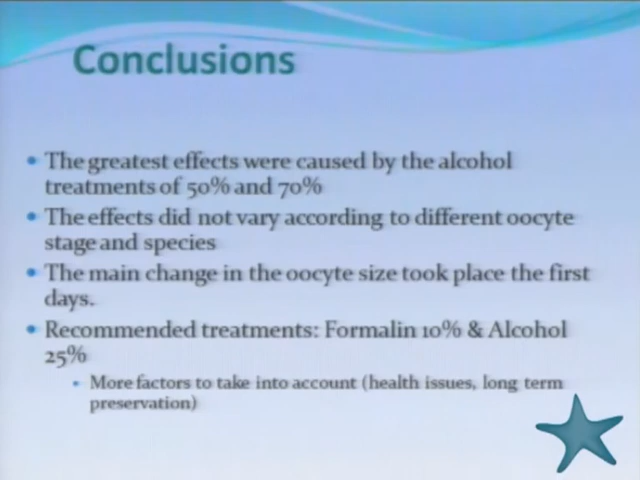 Conclusions
The greatest effects were caused by the alcohol
treatments of 50% and 70%
The effects did not vary according to different oocyte
stage and species
The main change in the oocyte size took place the first
days.
Recommended treatments: Formalin 10% & Alcohol
25%
More factors to take into account (health issues, long term
preservation)